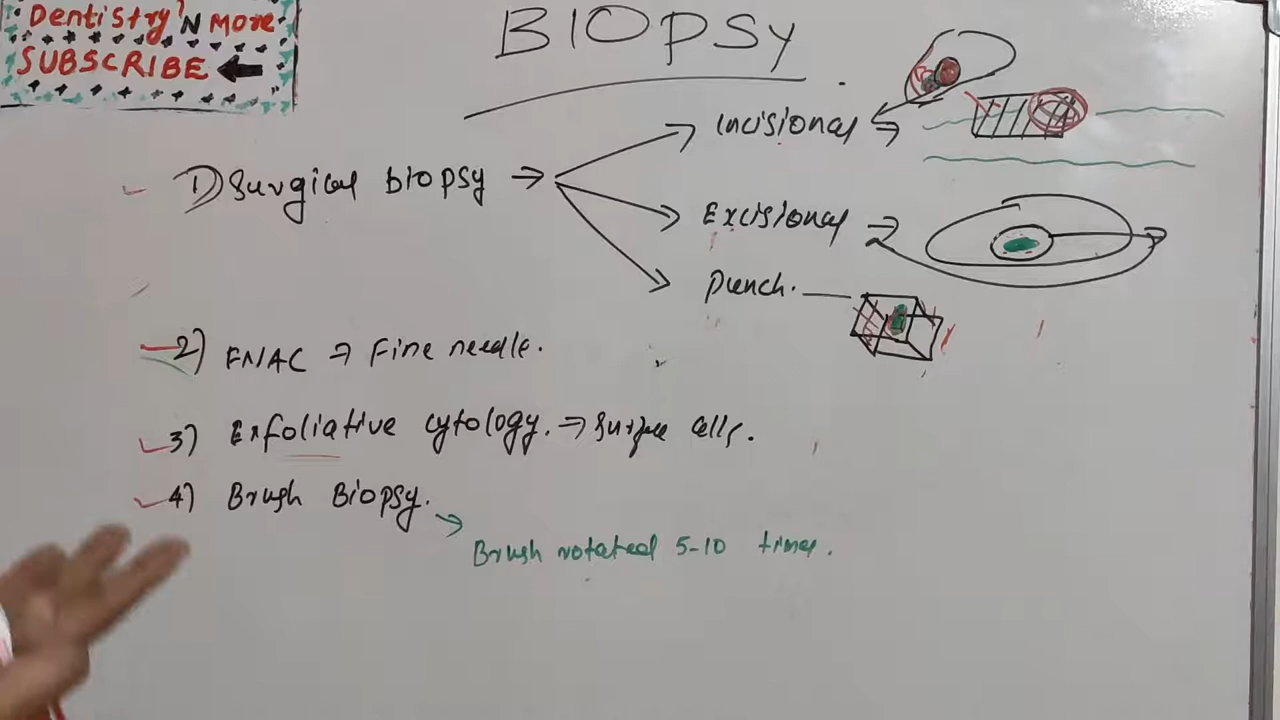 Dentistry'N more
SUBSCRIBE
BIOPSY
1) Surgical biopsy → Incisional
Excisional
Punch.
2) FNAC ⇒ Fine needle.
3) Exfoliative cytology. ⇒ Surface cells.
4) Brush Biopsy.
Brush rotated 5-10 times.